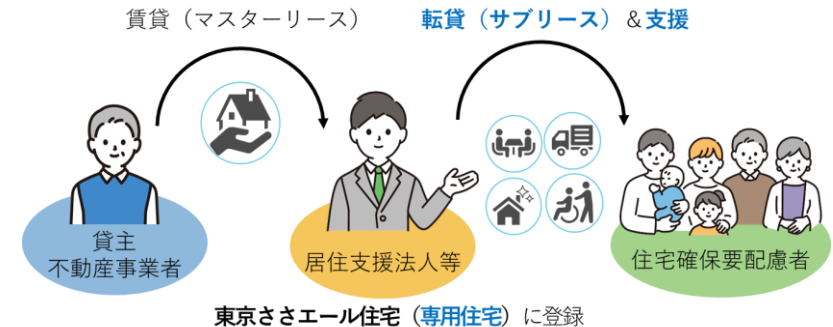 賃貸（マスターリース）
転貸（サブリース）＆支援
貸主
不動産事業者
居住支援法人等
住宅確保要配慮者
東京ささエール住宅（専用住宅）に登録